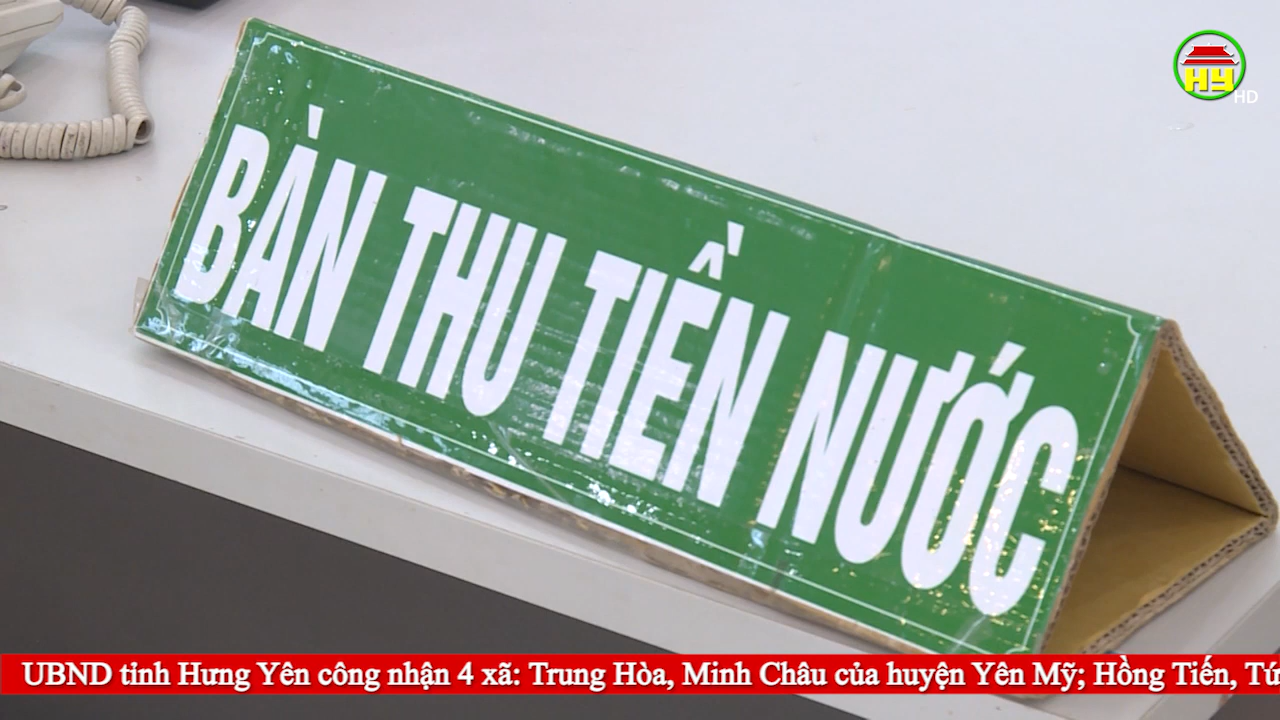 HY
HD
BÀN THU TIỀN NƯỚC
UBND tỉnh Hưng Yên công nhận 4 xã: Trung Hòa, Minh Châu của huyện Yên Mỹ; Hồng Tiến, Tứ